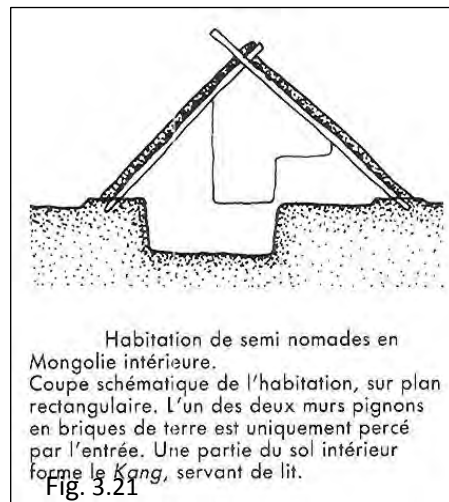 Habitation de semi nomades en
Mongolie intérieure.
Coupe schématique de l'habitation, sur plan
rectangulaire. L'un des deux murs pignons
en briques de terre est uniquement percé
par l'entrée. Une partie du sol intérieur
forme le Kang, servant de lit.
Fig. 3.21